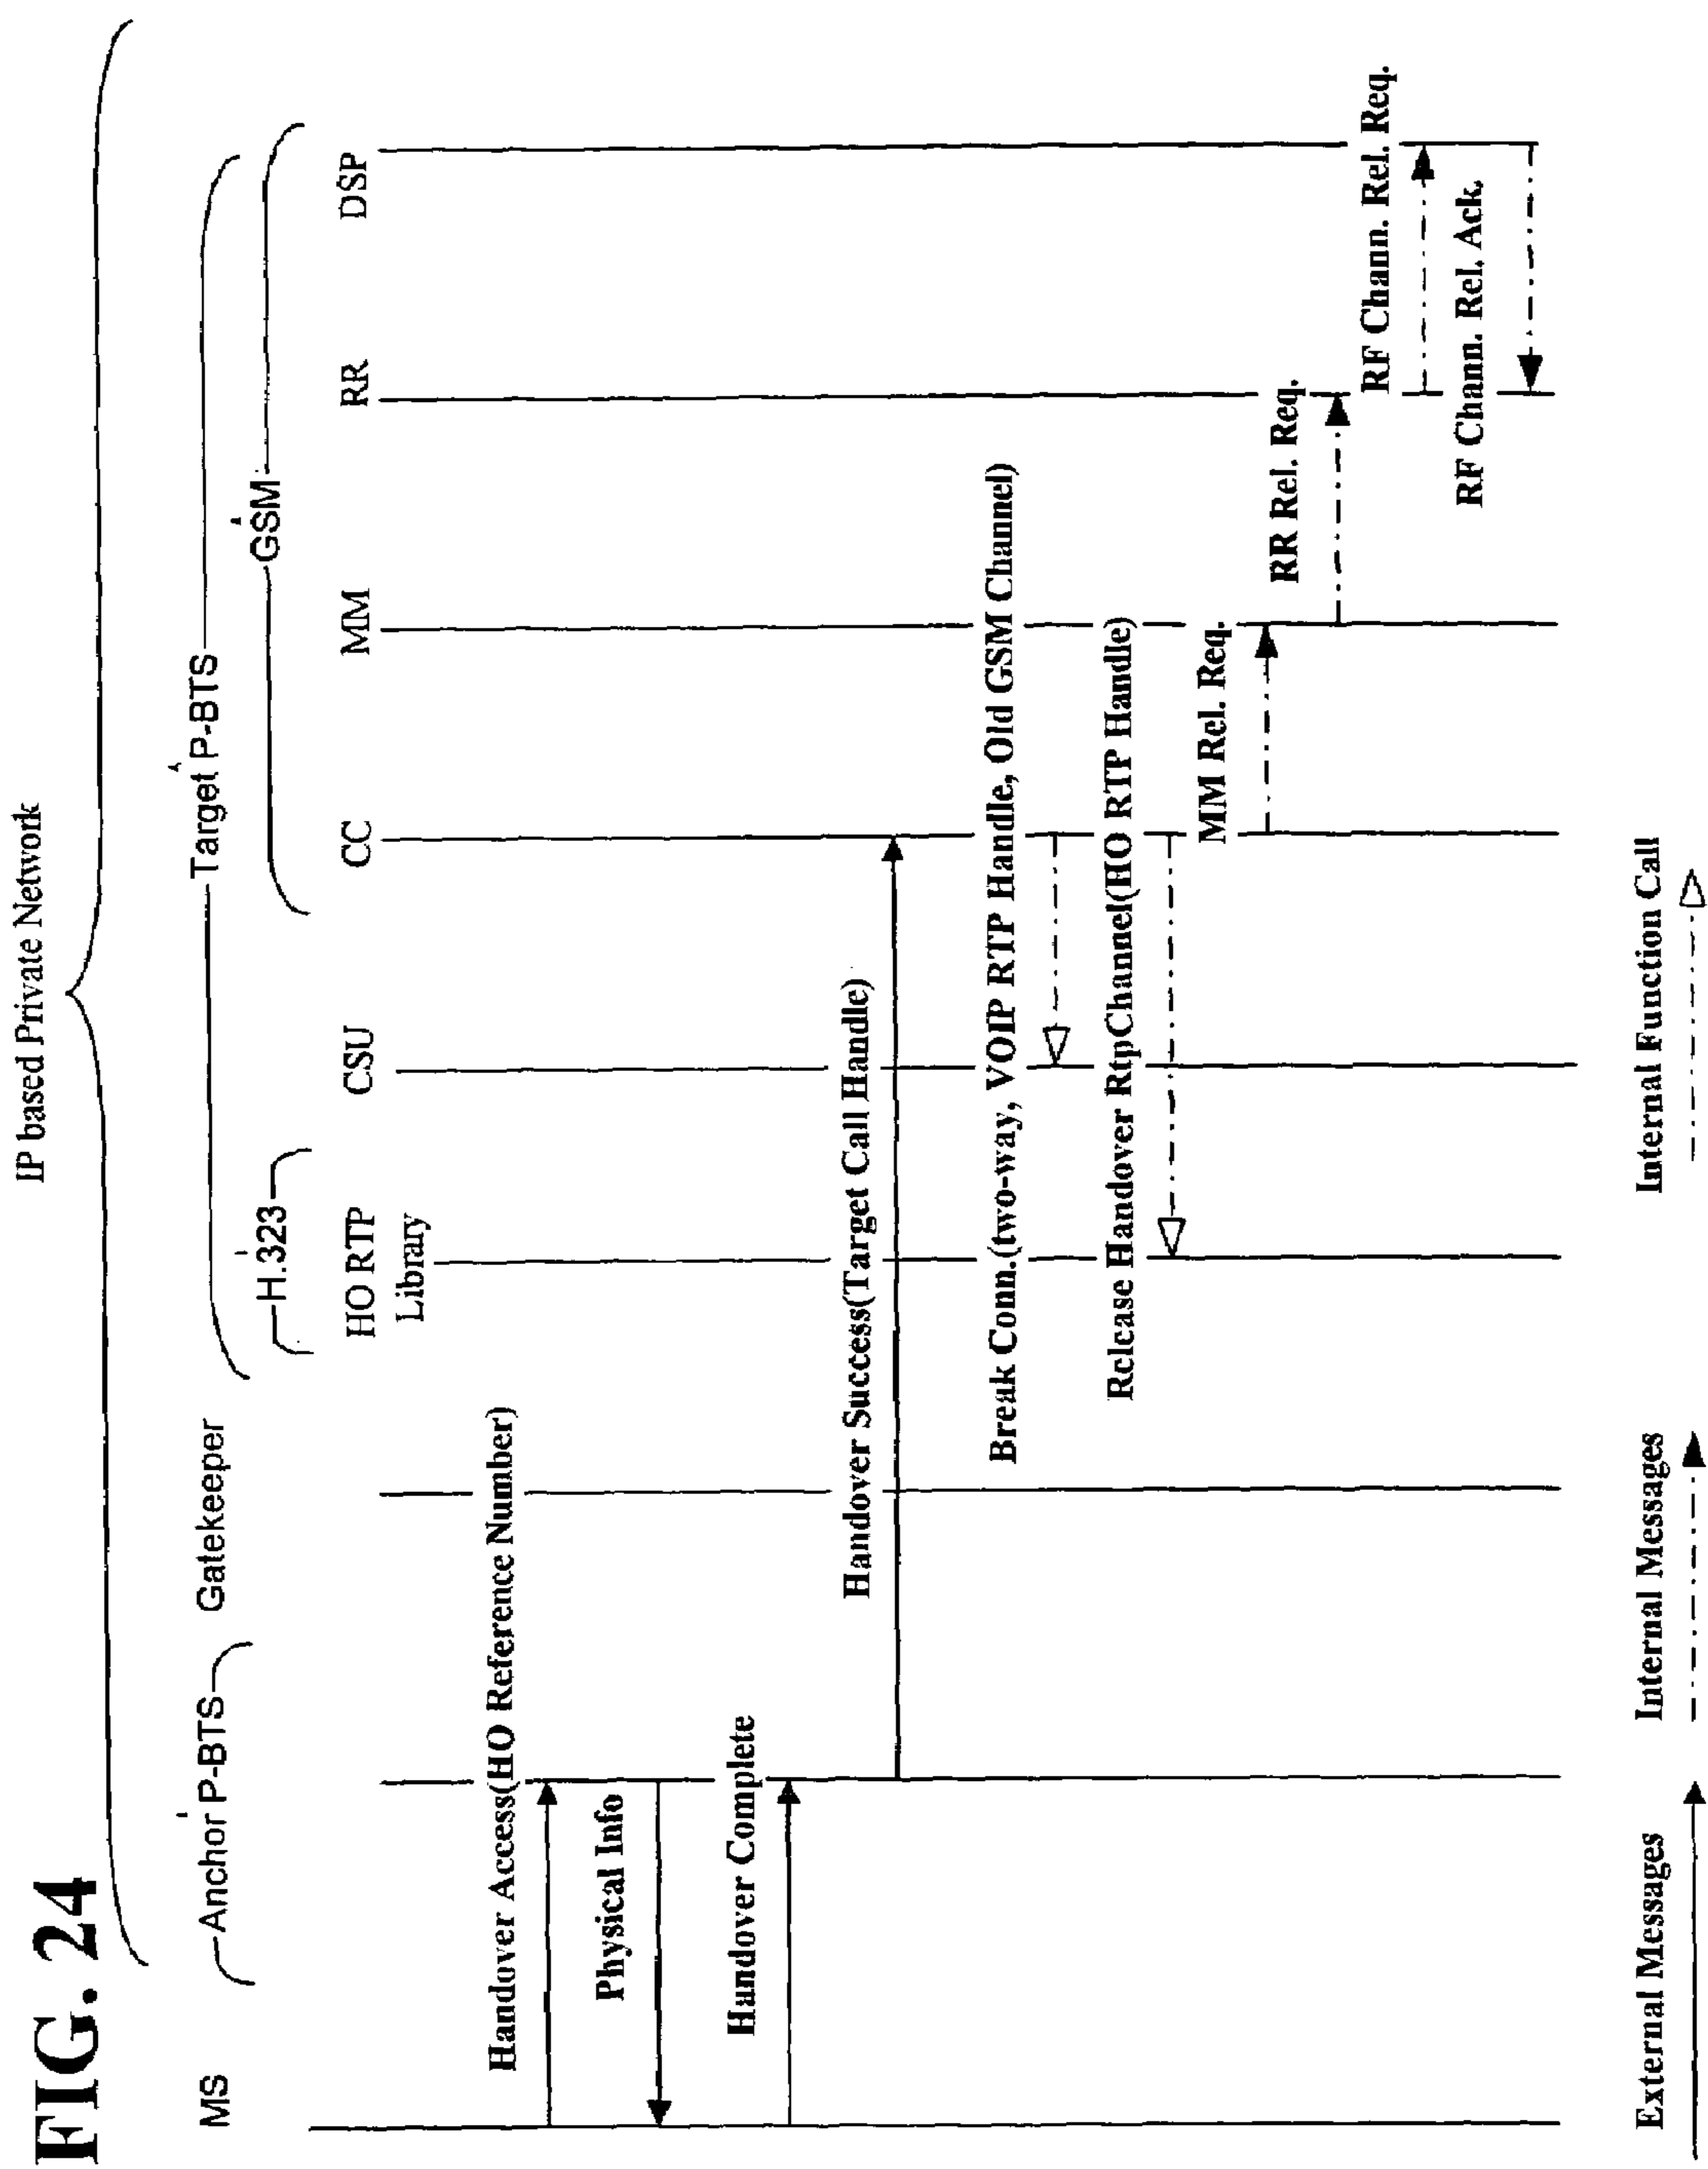 FIG. 24
IP based Private Network
MS
Anchor P-BTS
Gatekeeper
Target P-BTS
H.323
GSM
HO RTP
Library
CSU
CC
MM
RR
DSP
Handover Access(HO Reference Number)
Physical Info
Handover Complete
Handover Success(Target Call Handle)
Break Conn.(two-way, VOIP RTP Handle, Old GSM Channel)
Release Handover RtpChannel(HO RTP Handle)
MM Rel. Req.
RR Rel. Req.
RF Chann. Rel. Req.
RF Chann. Rel. Ack.
External Messages
Internal Messages
Internal Function Call